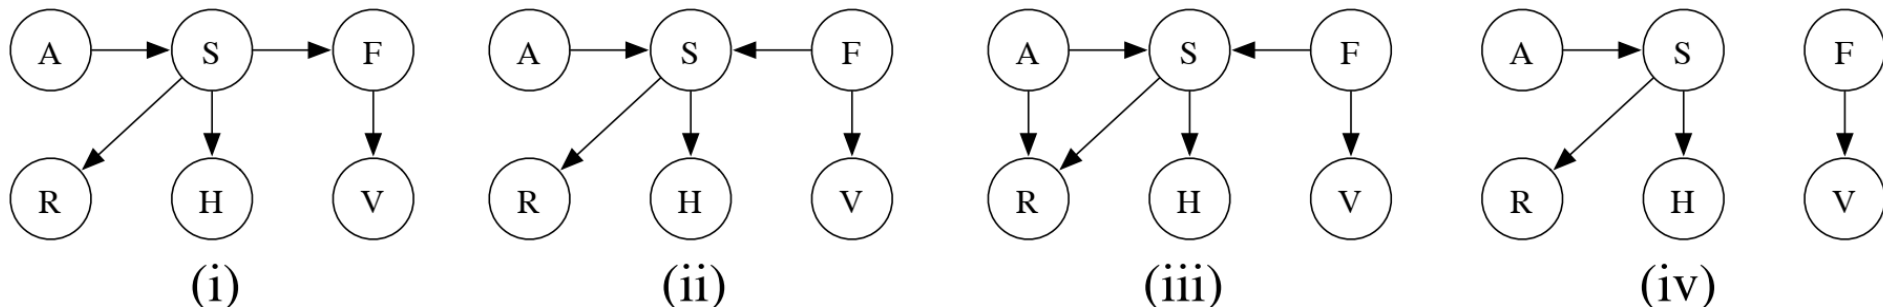 A S F A S F A S F A S F
R H V R H V R H V R H V
(i) (ii) (iii) (iv)